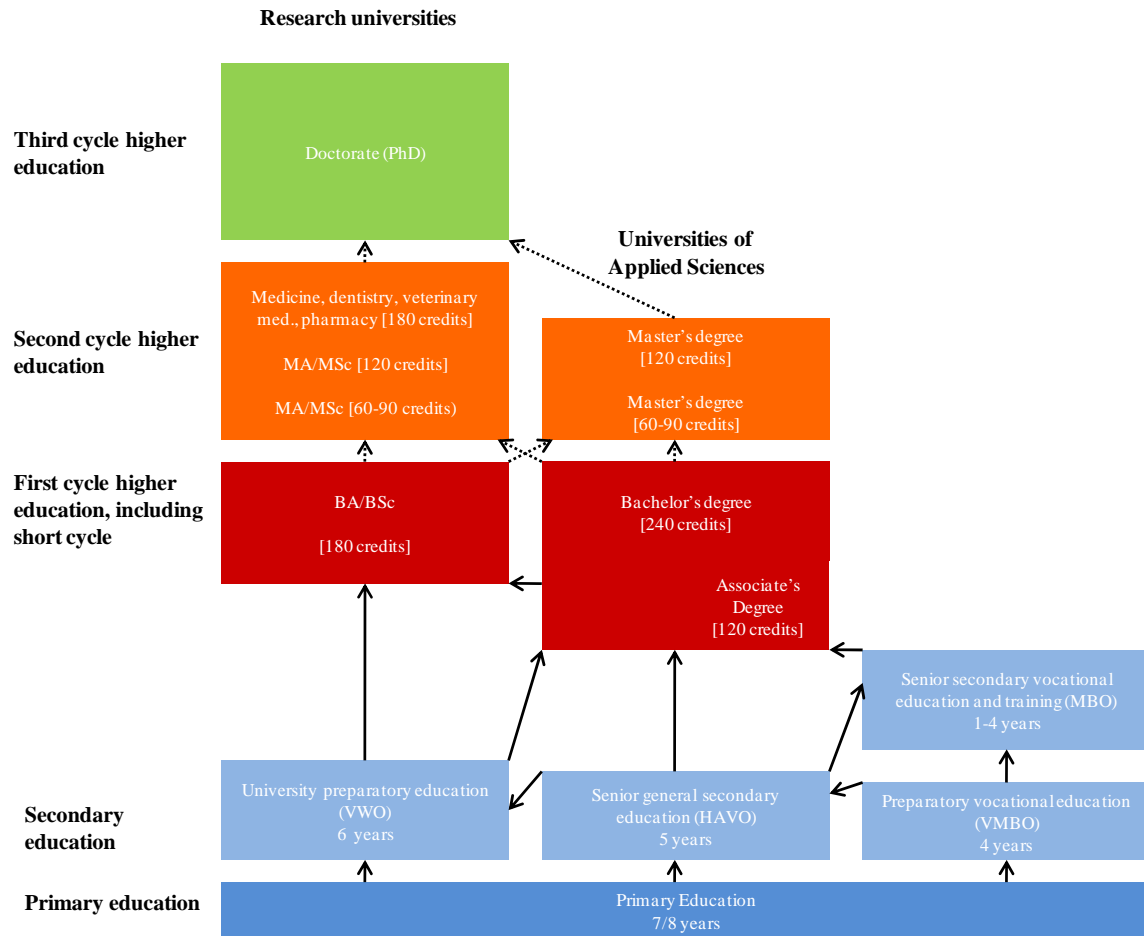 Research universities
Third cycle higher
education
Doctorate (PhD)
Universities of
Applied Sciences
Second cycle higher
education
Medicine, dentistry, veterinary
med., pharmacy [180 credits]
MA/MSc [120 credits]
MA/MSc [60-90 credits)
Master's degree
[120 credits]
Master's degree
[60-90 credits]
First cycle higher
education, including
short cycle
BA/BSc
[180 credits]
Bachelor's degree
[240 credits]
Associate's
Degree
[120 credits]
Senior secondary vocational
education and training (MBO)
1-4 years
Secondary
education
University preparatory education
(VWO)
6 years
Senior general secondary
education (HAVO)
5 years
Preparatory vocational education
(VMBO)
4 years
Primary education
Primary Education
7/8 years